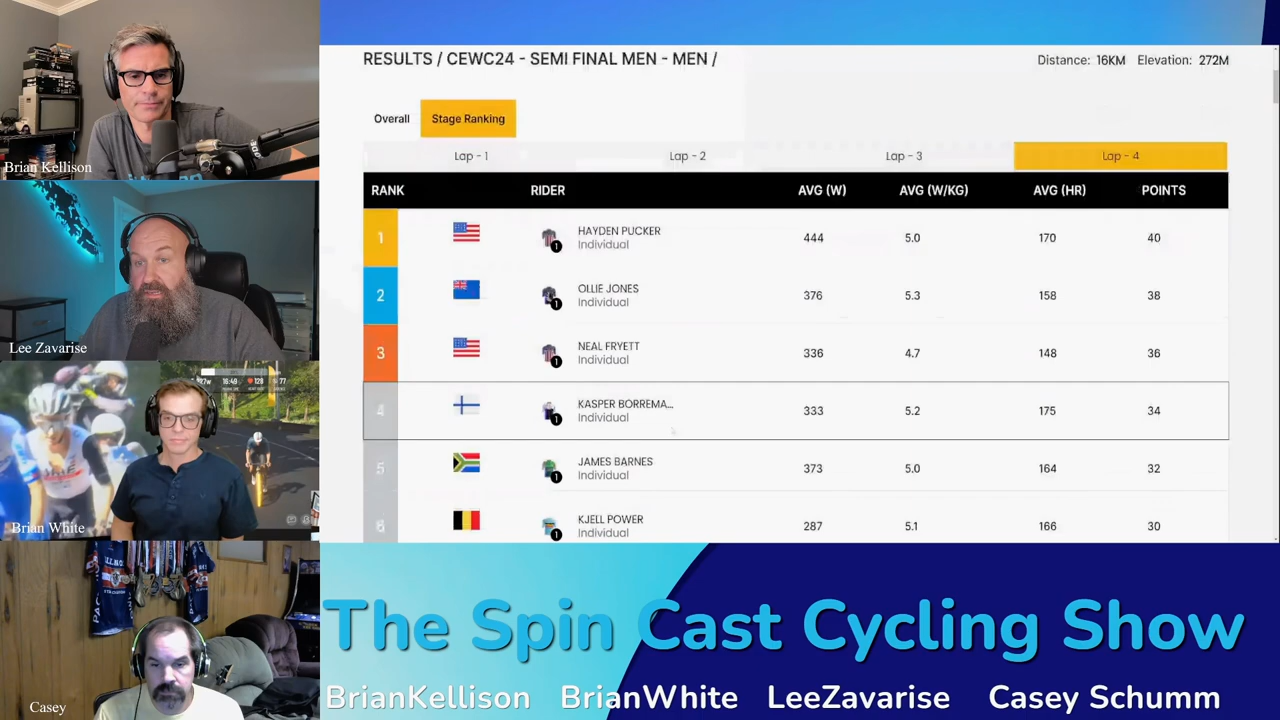 Brian Kellison
Lee Zavarise
Brian White
Casey
RESULTS / CEWC24 - SEMI FINAL MEN - MEN /
Distance: 16KM Elevation: 272M
Overall Stage Ranking
Lap - 1 Lap - 2 Lap - 3 Lap - 4
RANK RIDER AVG (W) AVG (W/KG) AVG (HR) POINTS
1 HAYDEN PUCKER 444 5.0 170 40
Individual
2 OLLIE JONES 376 5.3 158 38
Individual
3 NEAL FRYETT 336 4.7 148 36
Individual
4 KASPER BORREMA... 333 5.2 175 34
Individual
5 JAMES BARNES 373 5.0 164 32
Individual
6 KJELL POWER 287 5.1 166 30
Individual
The Spin Cast Cycling Show
BrianKellison BrianWhite LeeZavarise Casey Schumm